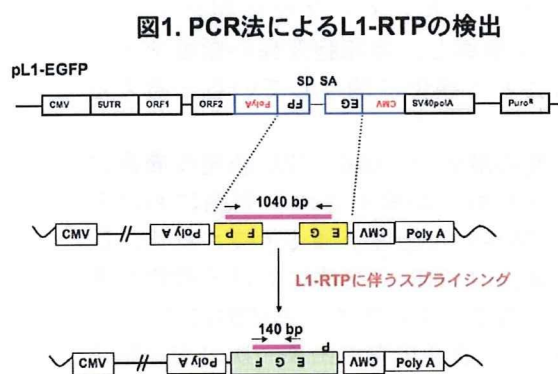 図1. PCR法によるL1-RTPの検出
pL1-EGFP
SD SA
CMV 5UTR ORF1 ORF2 PolyA FP EG CMV SV40polA PuroR
1040 bp
CMV Poly A F P E G CMV Poly A
L1-RTPに伴うスプライシング
140 bp
P
CMV Poly A F G E CMV Poly A